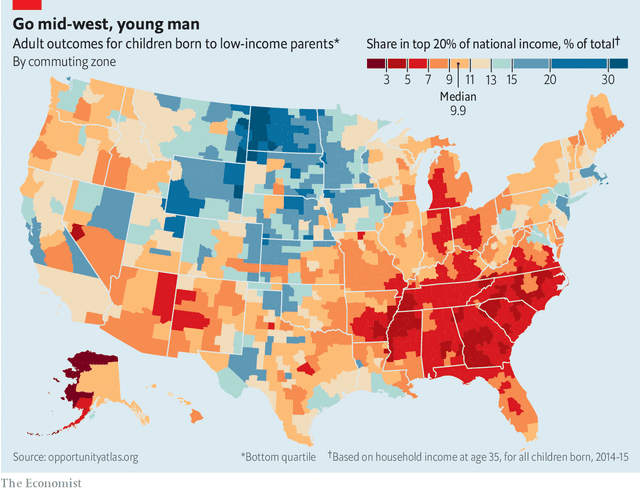 Go mid-west, young man
Adult outcomes for children born to low-income parents*
By commuting zone
Share in top 20% of national income, % of total†
3 5 7 9 11 13 15 20 30
Median
9.9
Source: opportunityatlas.org
*Bottom quartile
†Based on household income at age 35, for all children born, 2014-15
The Economist